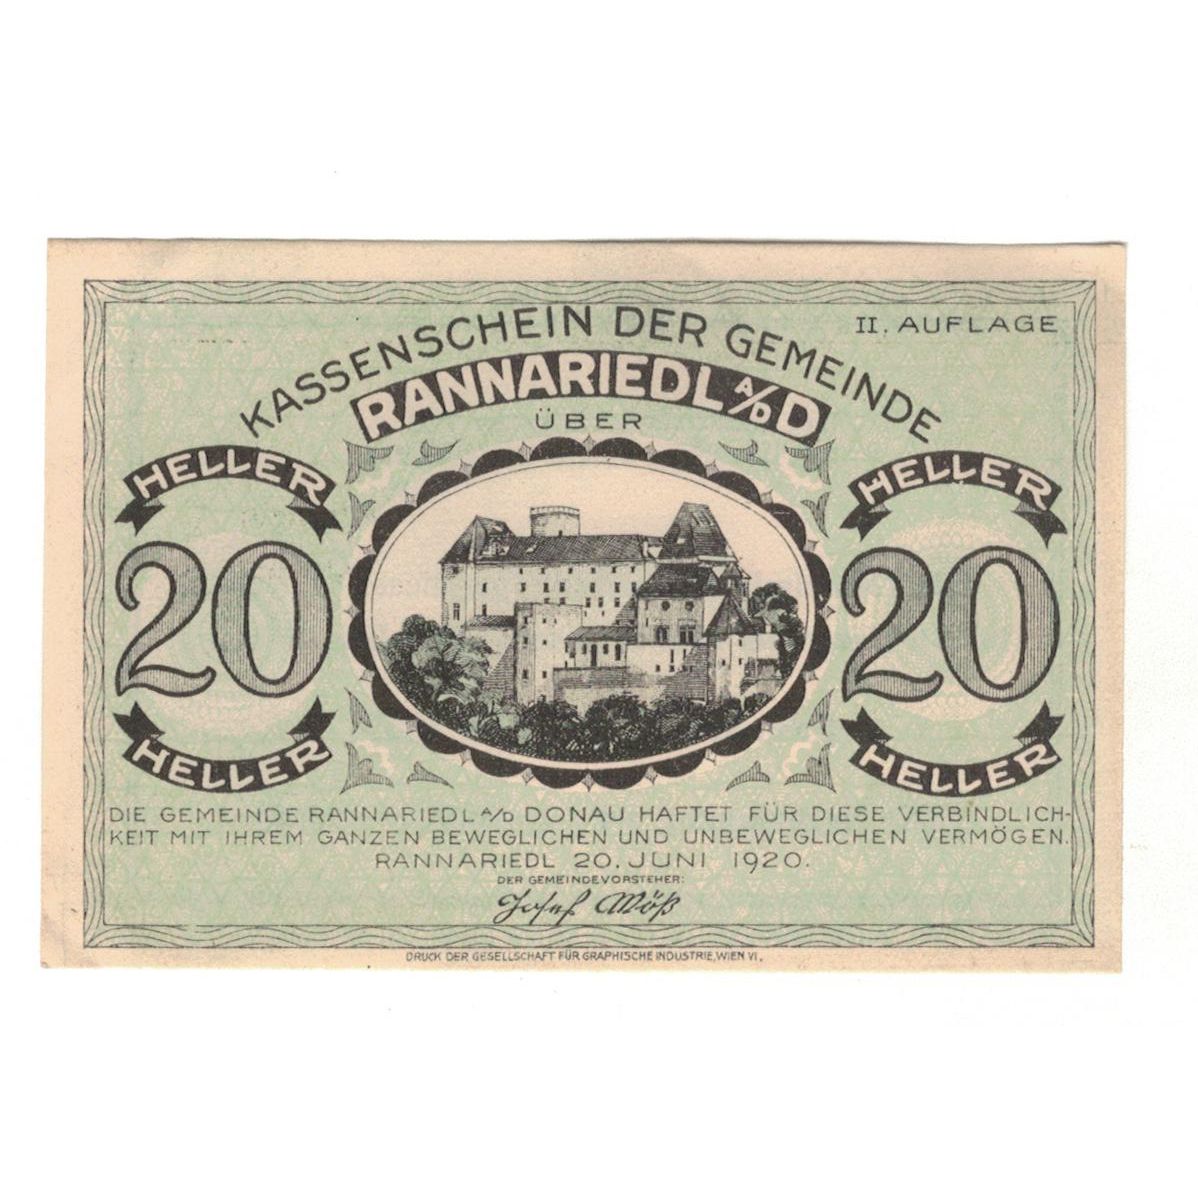 KASSENSCHEIN DER GEMEINDE
II. AUFLAGE
RANNARIEDL A/D D
ÜBER
HELLER
HELLER
20
20
HELLER
HELLER
DIE GEMEINDE RANNARIEDL A/D DONAU HAFTET FÜR DIESE VERBINDLICH-
KEIT MIT IHREM GANZEN BEWEGLICHEN UND UNBEWEGLICHEN VERMÖGEN.
RANNARIEDL 20. JUNI 1920.
DER GEMEINDEVORSTEHER:
Josef Möß
DRUCK DER GESELLSCHAFT FÜR GRAPHISCHE INDUSTRIE, WIEN VI.